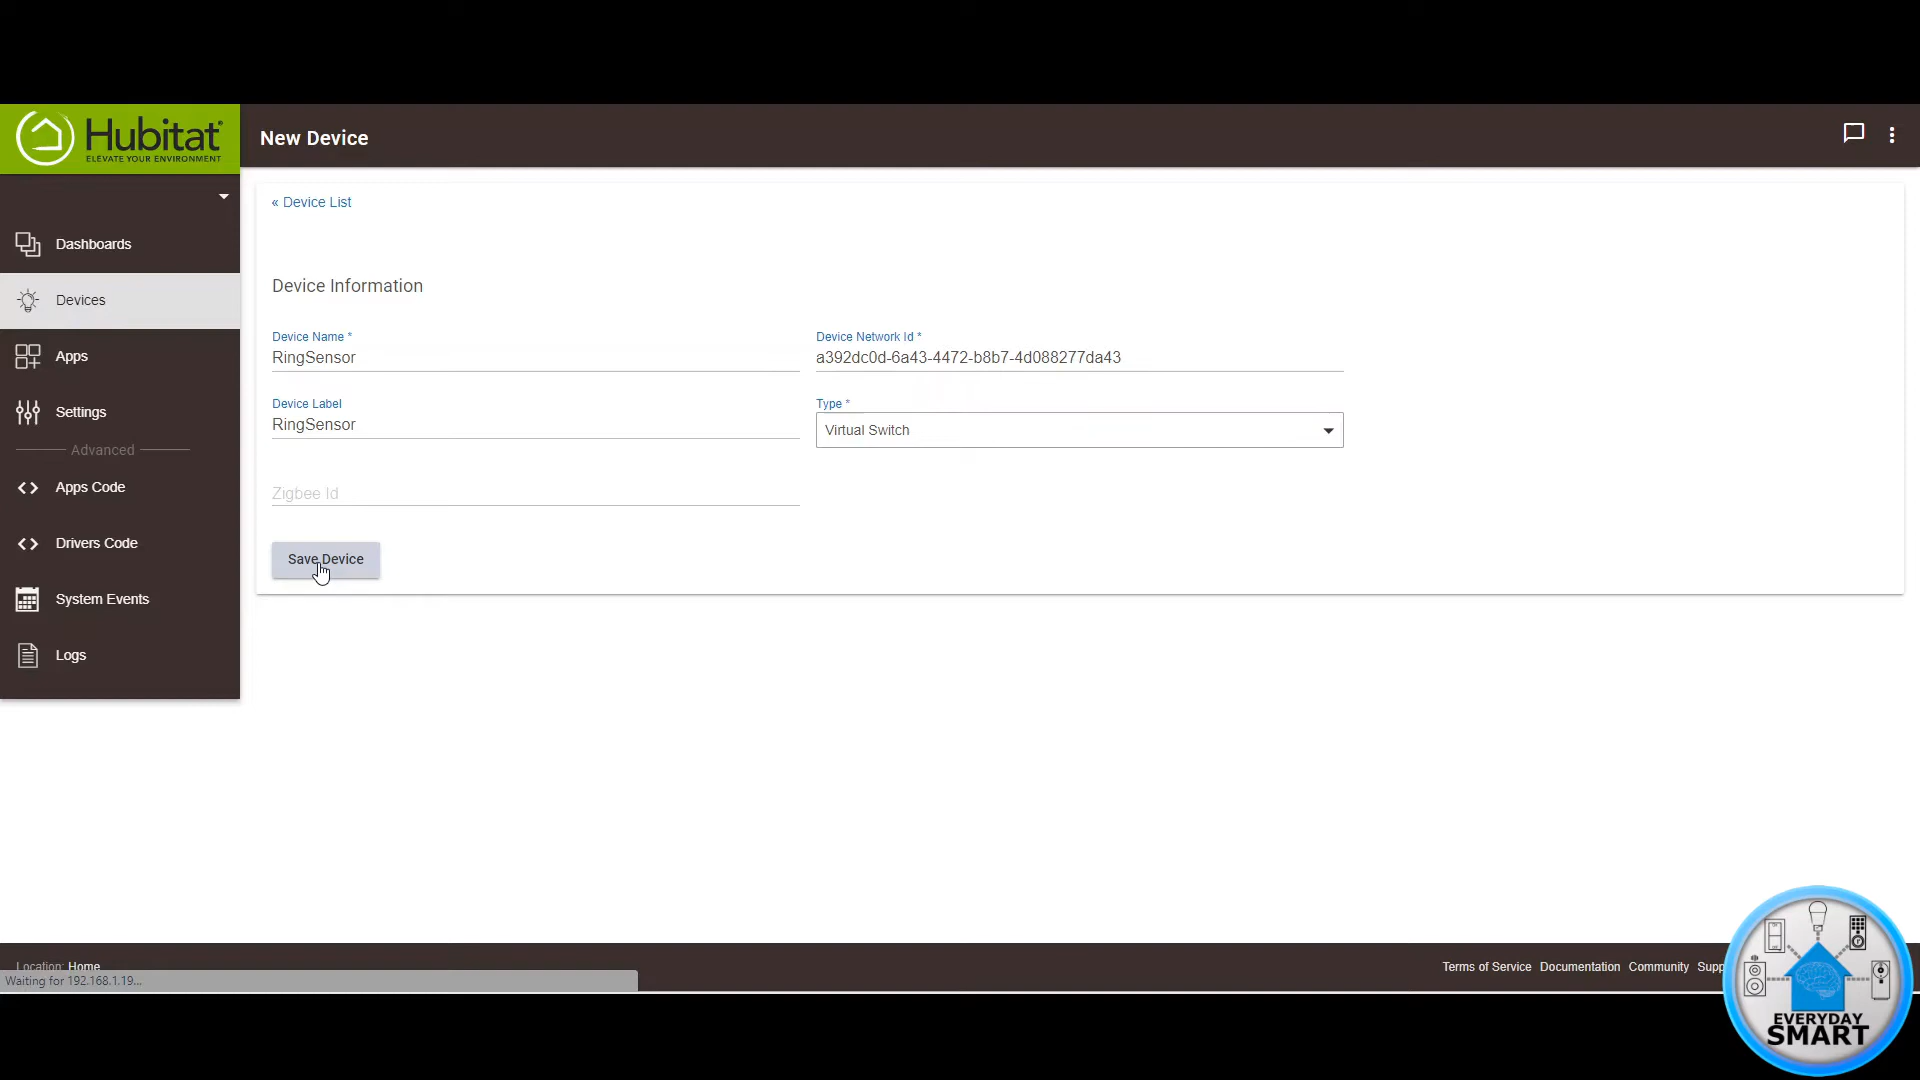 Hubitat
ELEVATE YOUR ENVIRONMENT
New Device
« Device List
Dashboards
Devices
Apps
Settings
Advanced
Apps Code
Drivers Code
System Events
Logs
Device Information
Device Name *
RingSensor
Device Network Id *
a392dc0d-6a43-4472-b8b7-4d088277da43
Device Label
RingSensor
Type *
Virtual Switch
Zigbee Id
Save Device
Location: Home
Terms of Service Documentation Community Supp
Waiting for 192.168.1.19...
EVERYDAY
SMART